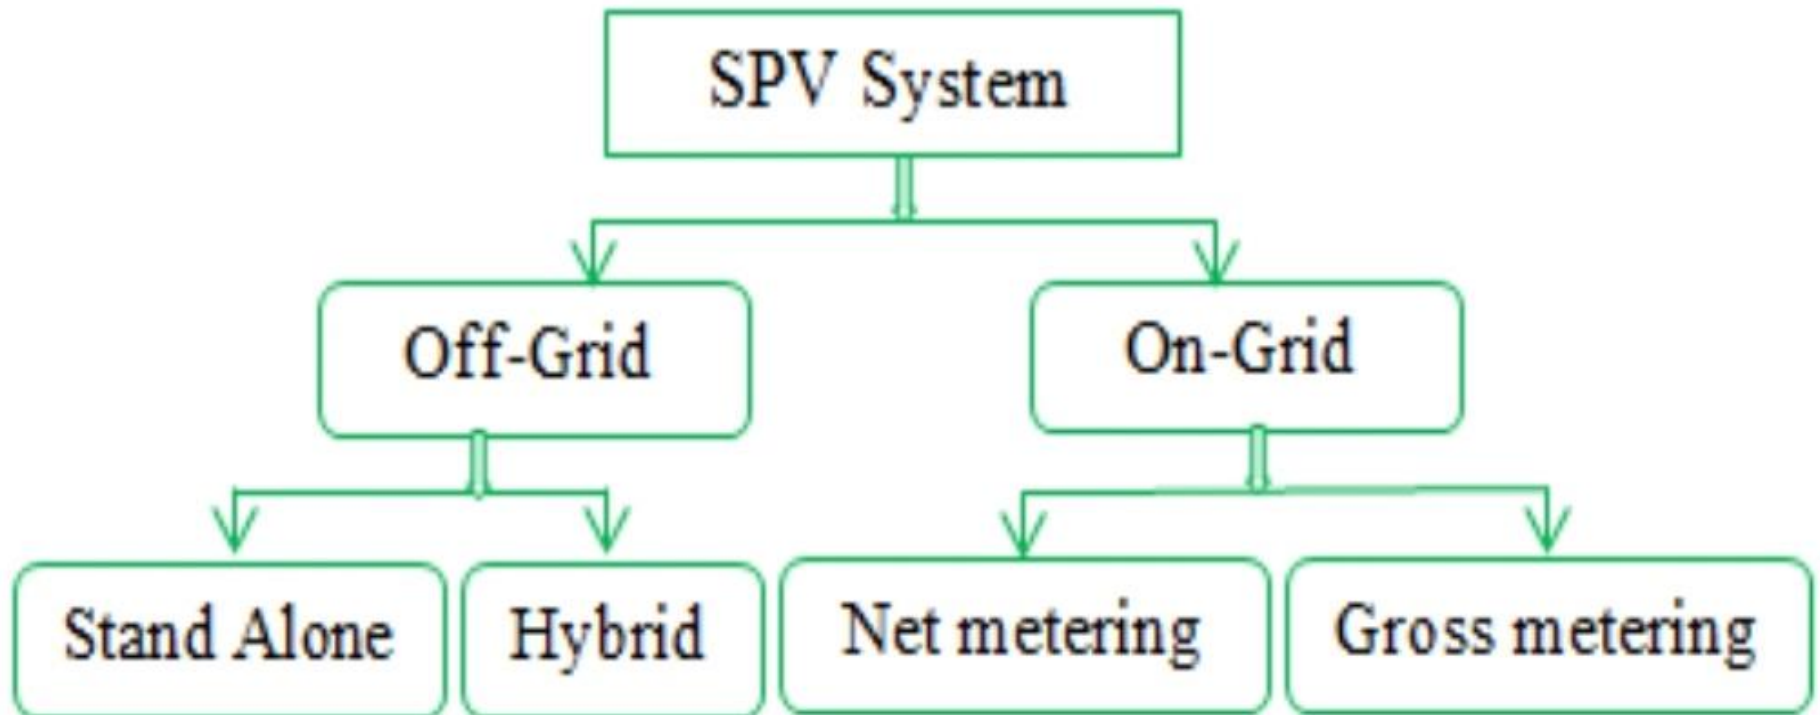 SPV System
Off-Grid
On-Grid
Stand Alone
Hybrid
Net metering
Gross metering